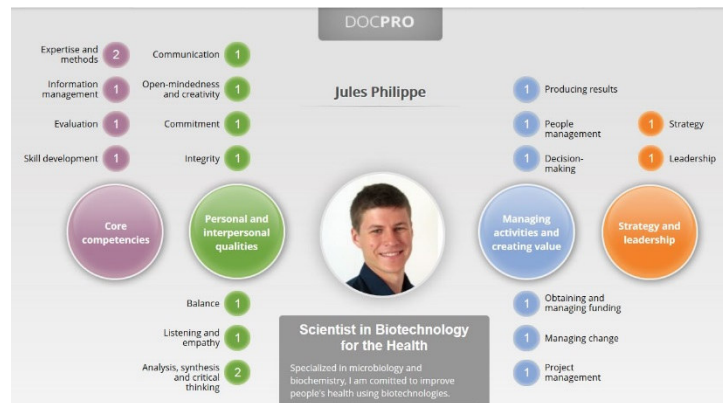 DOCPRO
Jules Philippe
Expertise and
methods
2
Information
management
1
Evaluation
1
Skill development
1
Core
competencies
Communication
1
Open-mindedness
and creativity
1
Commitment
1
Integrity
1
Personal and
interpersonal
qualities
Balance
1
Listening and
empathy
1
Analysis, synthesis
and critical
thinking
2
Scientist in Biotechnology
for the Health
Specialized in microbiology and
biochemistry, I am comitted to improve
people's health using biotechnologies.
1
Producing results
1
People
management
1
Decision-
making
Managing
activities and
creating value
1
Obtaining and
managing funding
1
Managing change
1
Project
management
1
Strategy
1
Leadership
Strategy and
leadership